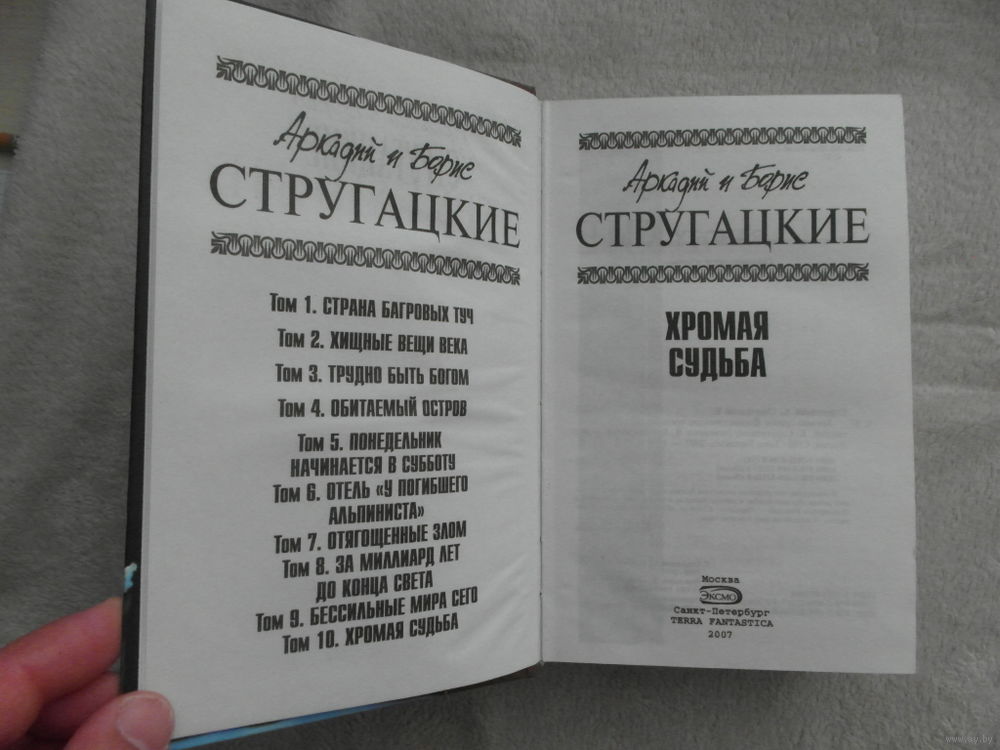 Аркадий и Борис
СТРУГАЦКИЕ
Том 1. СТРАНА БАГРОВЫХ ТУЧ
Том 2. ХИЩНЫЕ ВЕЩИ ВЕКА
Том 3. ТРУДНО БЫТЬ БОГОМ
Том 4. ОБИТАЕМЫЙ ОСТРОВ
Том 5. ПОНЕДЕЛЬНИК
НАЧИНАЕТСЯ В СУББОТУ
Том 6. ОТЕЛЬ «У ПОГИБШЕГО
АЛЬПИНИСТА»
Том 7. ОТЯГОЩЕННЫЕ ЗЛОМ
Том 8. ЗА МИЛЛИАРД ЛЕТ
ДО КОНЦА СВЕТА
Том 9. БЕССИЛЬНЫЕ МИРА СЕГО
Том 10. ХРОМАЯ СУДЬБА
Аркадий и Борис
СТРУГАЦКИЕ
ХРОМАЯ
СУДЬБА
Москва
ЭКСМО
Санкт-Петербург
TERRA FANTASTICA
2007
www.ay.by